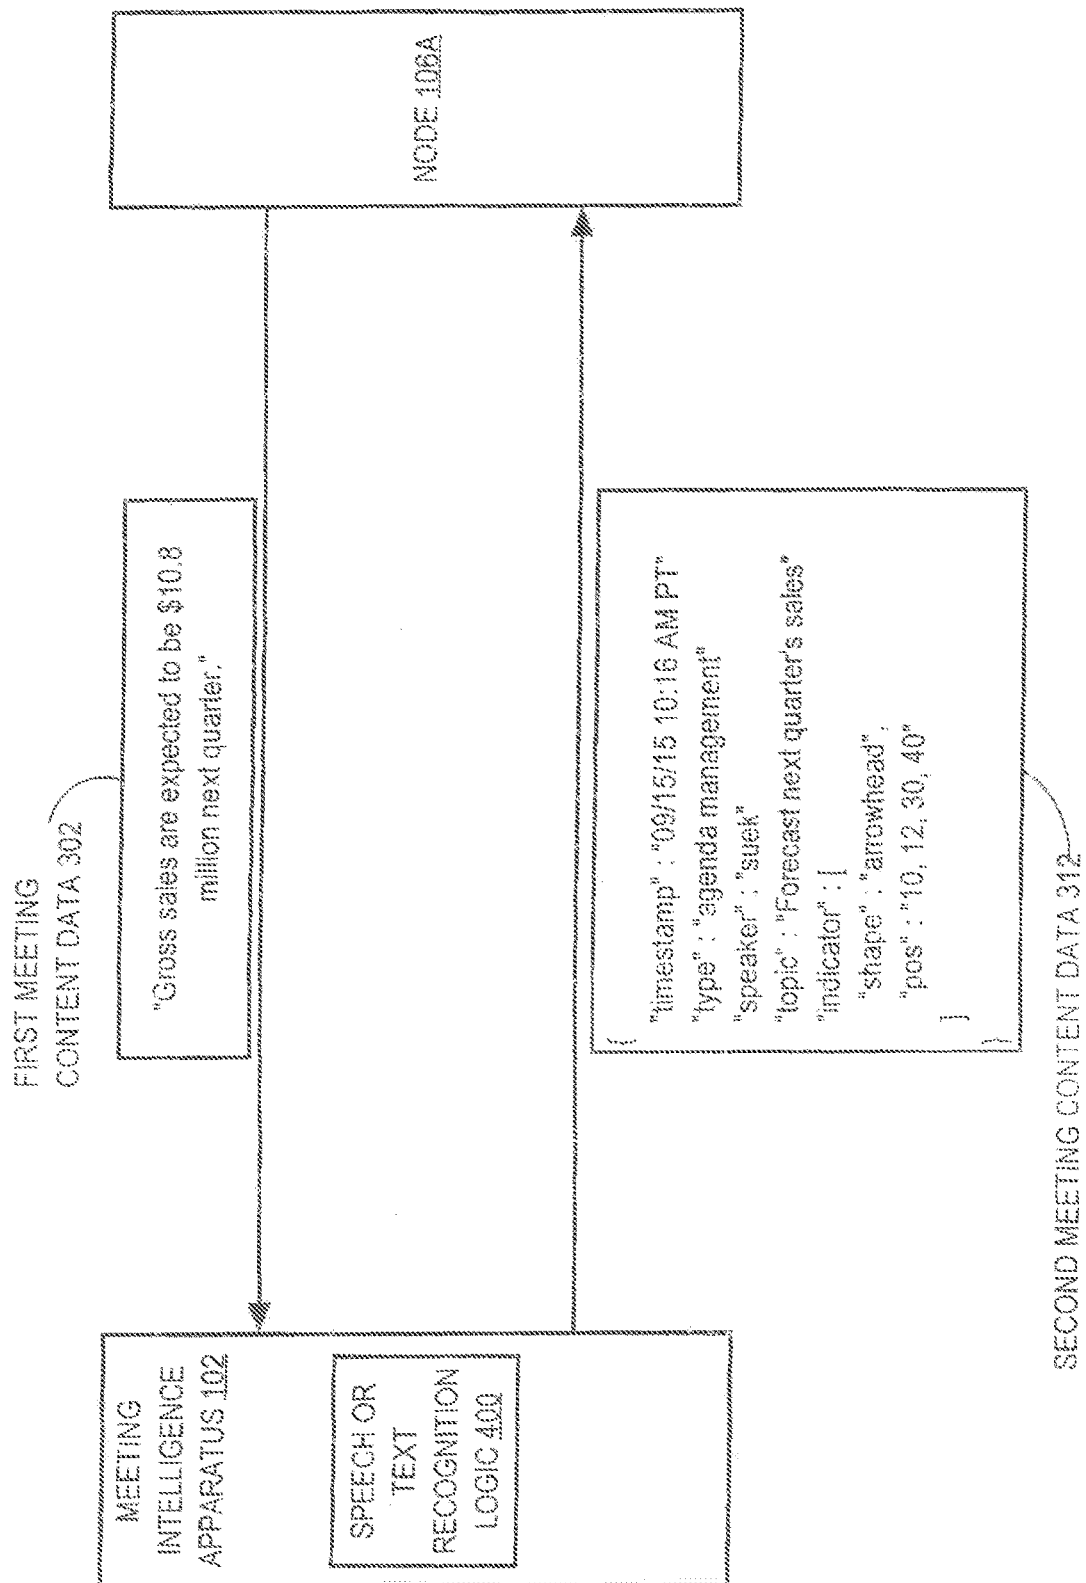 FIRST MEETING
CONTENT DATA 302
MEETING
INTELLIGENCE
APPARATUS 102
SPEECH OR
TEXT
RECOGNITION
LOGIC 400
"Gross sales are expected to be $10.8
million next quarter."
NODE 106A
{
"timestamp" : "09/15/15 10:16 AM PT"
"type" : "agenda management"
"speaker" : "suek"
"topic" : "Forecast next quarter's sales"
"indicator" : [
"shape" : "arrowhead",
"pos" : "10, 12, 30, 40"
]
}
SECOND MEETING CONTENT DATA 312